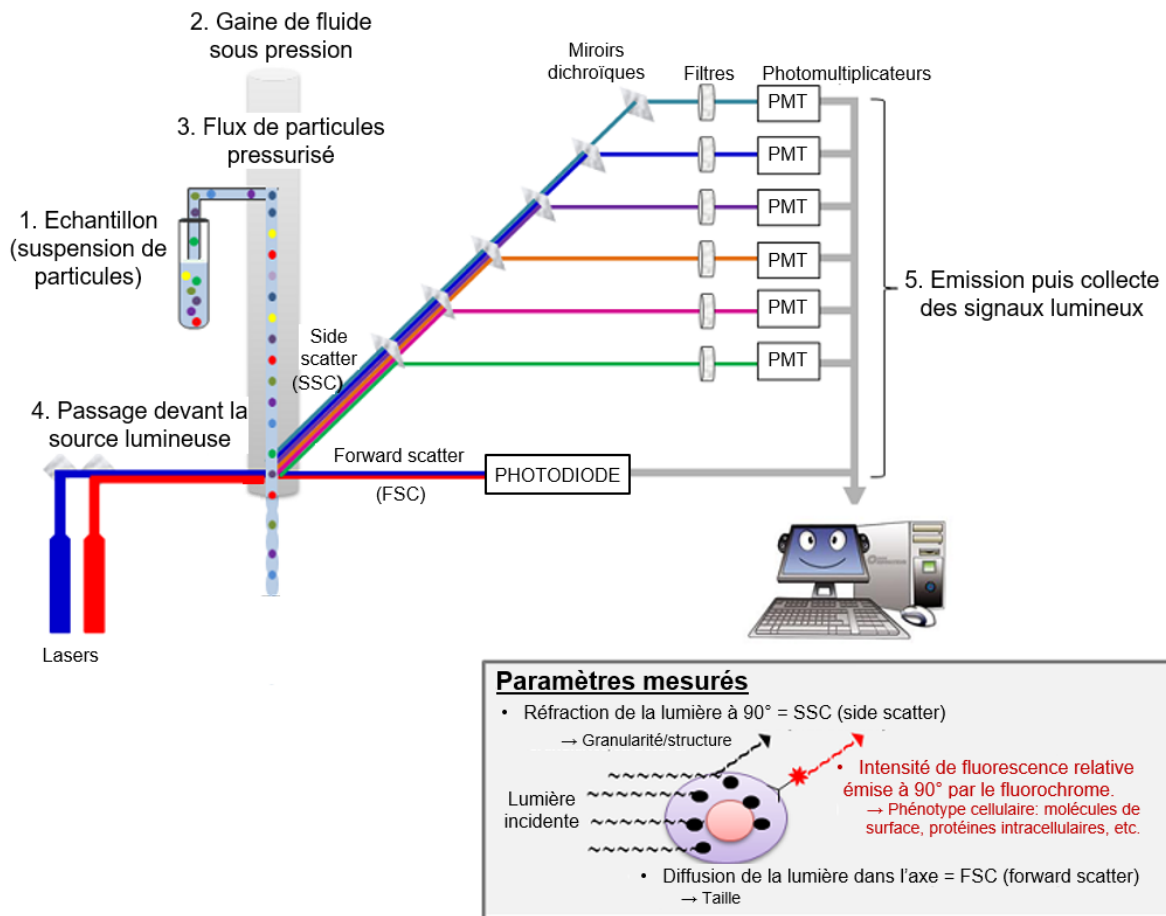 2. Gaine de fluide
sous pression
3. Flux de particules
pressurisé
1. Echantillon
(suspension de
particules)
4. Passage devant la
source lumineuse
Lasers
Side
scatter
(SSC)
Forward scatter
(FSC)
PHOTODIODE
Miroirs
dichroïques
Filtres
Photomultiplicateurs
PMT
PMT
PMT
PMT
PMT
PMT
5. Emission puis collecte
des signaux lumineux
Paramètres mesurés
• Réfraction de la lumière à 90° = SSC (side scatter)
→ Granularité/structure
Lumière
incidente
• Intensité de fluorescence relative
émise à 90° par le fluorochrome.
→ Phénotype cellulaire: molécules de
surface, protéines intracellulaires, etc.
• Diffusion de la lumière dans l'axe = FSC (forward scatter)
→ Taille